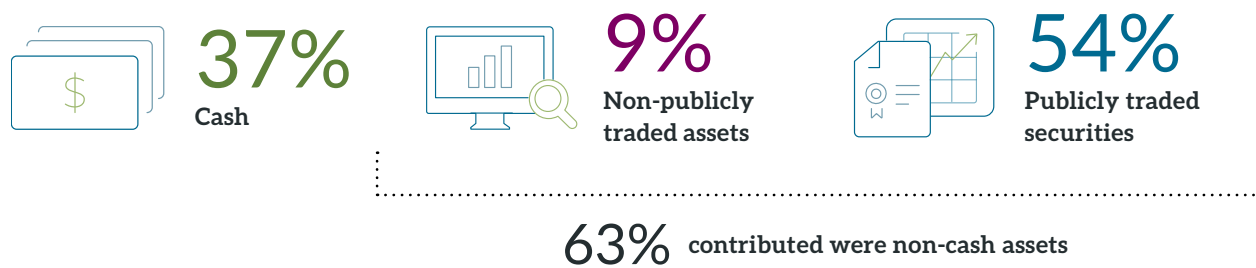 37%
Cash
$
9%
Non-publicly
traded assets
54%
Publicly traded
securities
63% contributed were non-cash assets